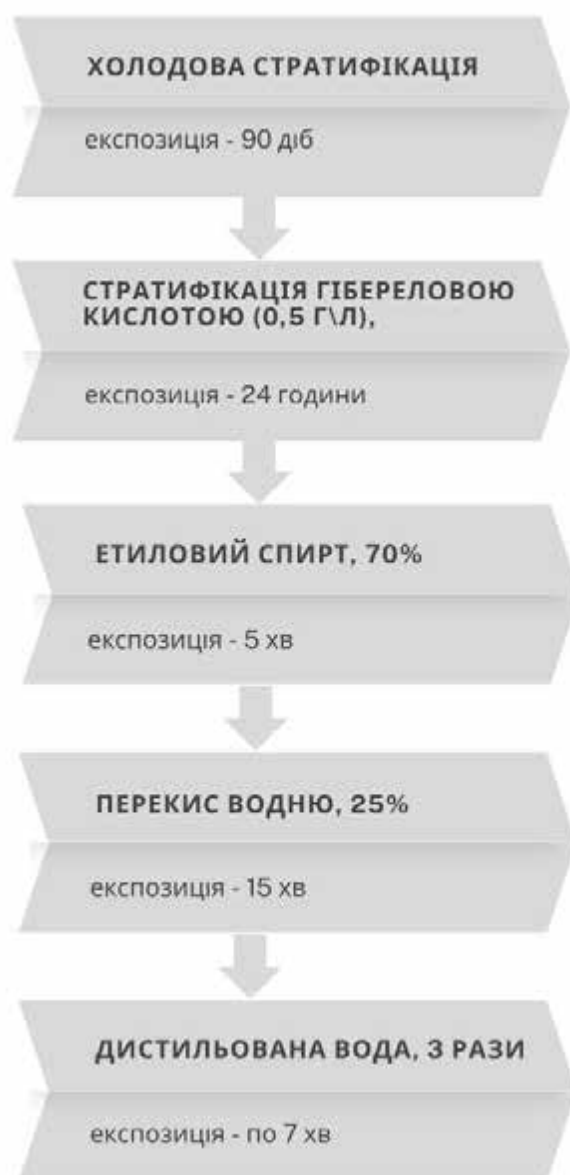 ХОЛОДОВА СТРАТИФІКАЦІЯ
експозиція - 90 діб
СТРАТИФІКАЦІЯ ГІБЕРЕЛОВОЮ
КИСЛОТОЮ (0,5 Г\Л),
експозиція - 24 години
ЕТИЛОВИЙ СПИРТ, 70%
експозиція - 5 хв
ПЕРЕКИС ВОДНЮ, 25%
експозиція - 15 хв
ДИСТИЛЬОВАНА ВОДА, 3 РАЗИ
експозиція - по 7 хв